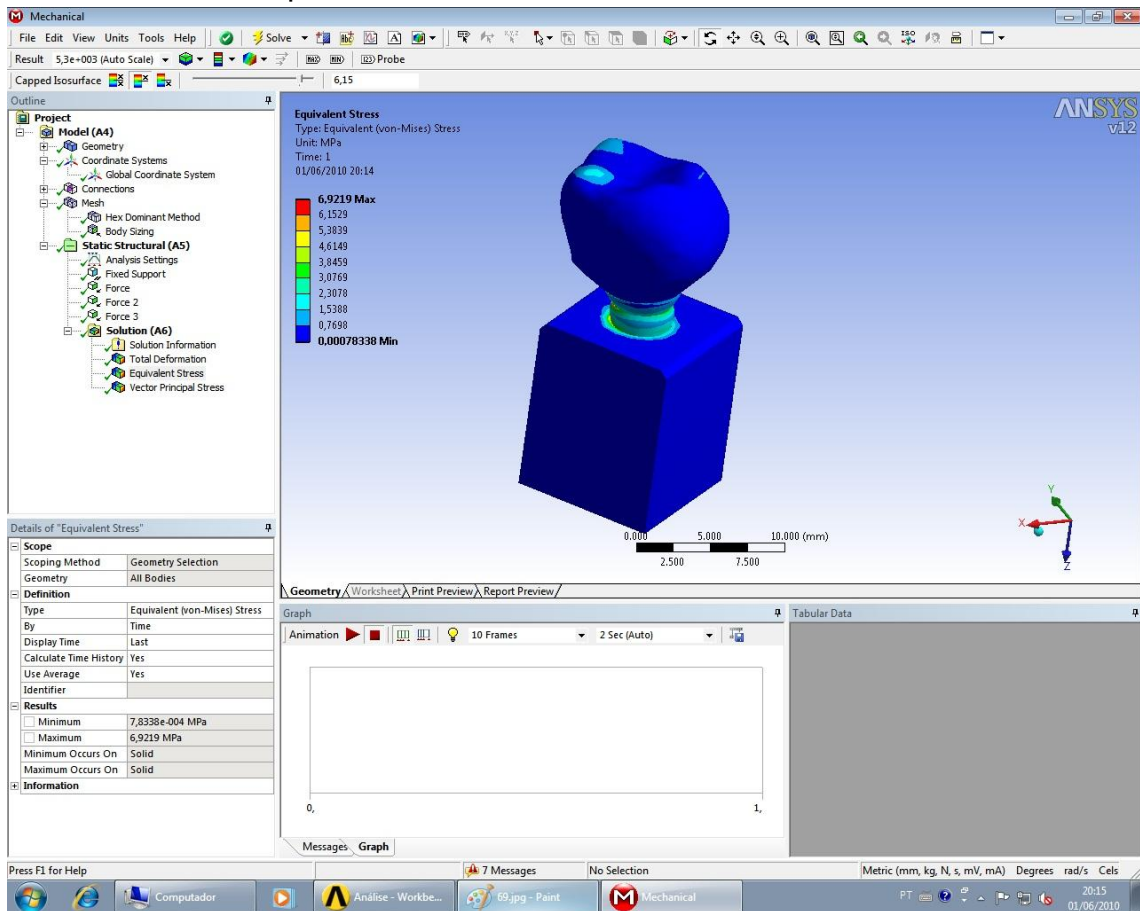 Mechanical
File Edit View Units Tools Help Solve
Result 5,3e+003 (Auto Scale) MAX MIN Probe
Capped Isosurface 6,15
Outline
Project
Model (A4)
Geometry
Coordinate Systems
Global Coordinate System
Connections
Mesh
Hex Dominant Method
Body Sizing
Static Structural (A5)
Analysis Settings
Fixed Support
Force
Force 2
Force 3
Solution (A6)
Solution Information
Total Deformation
Equivalent Stress
Vector Principal Stress
Equivalent Stress
Type: Equivalent (von-Mises) Stress
Unit: MPa
Time: 1
01/06/2010 20:14
6,9219 Max
6,1529
5,3839
4,6149
3,8459
3,0769
2,3078
1,5388
0,7698
0,00078338 Min
ANSYS
v12
Y
X
Z
0.000 5.000 10.000 (mm)
2.500 7.500
Geometry Worksheet Print Preview Report Preview
Details of "Equivalent Stress"
Scope
Scoping Method Geometry Selection
Geometry All Bodies
Definition
Type Equivalent (von-Mises) Stress
By Time
Display Time Last
Calculate Time History Yes
Use Average Yes
Identifier
Results
Minimum 7,8338e-004 MPa
Maximum 6,9219 MPa
Minimum Occurs On Solid
Maximum Occurs On Solid
Information
Graph
Animation 10 Frames 2 Sec (Auto)
0, 1,
Messages Graph
Tabular Data
Press F1 for Help 7 Messages No Selection Metric (mm, kg, N, s, mV, mA) Degrees rad/s Cels
Computador Análise - Workbe... 69.jpg - Paint Mechanical PT 20:15
01/06/2010